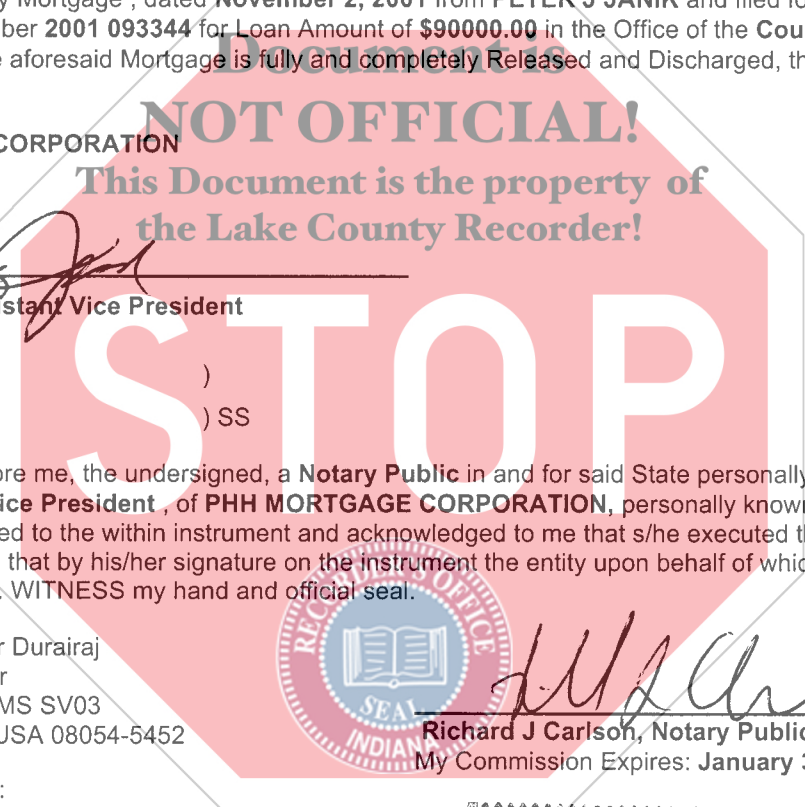 y Mortgage , dated November 2, 2001 from PETER J JANIK and filed fo
ber 2001 093344 for Loan Amount of $90000.00 in the Office of the Cou
e aforesaid Mortgage is fully and completely Released and Discharged, th
Document is
NOT OFFICIAL!
CORPORATION
This Document is the property of
the Lake County Recorder!
istant Vice President
STOP
)
) SS
ore me, the undersigned, a Notary Public in and for said State personally
ice President , of PHH MORTGAGE CORPORATION, personally known
ed to the within instrument and acknowledged to me that s/he executed th
that by his/her signature on the instrument the entity upon behalf of whic
. WITNESS my hand and official seal.
RECORDER'S OFFICE
SEAL
INDIANA
r Durairaj
r
MS SV03
USA 08054-5452
Richard J Carlson, Notary Public
My Commission Expires: January 3
: